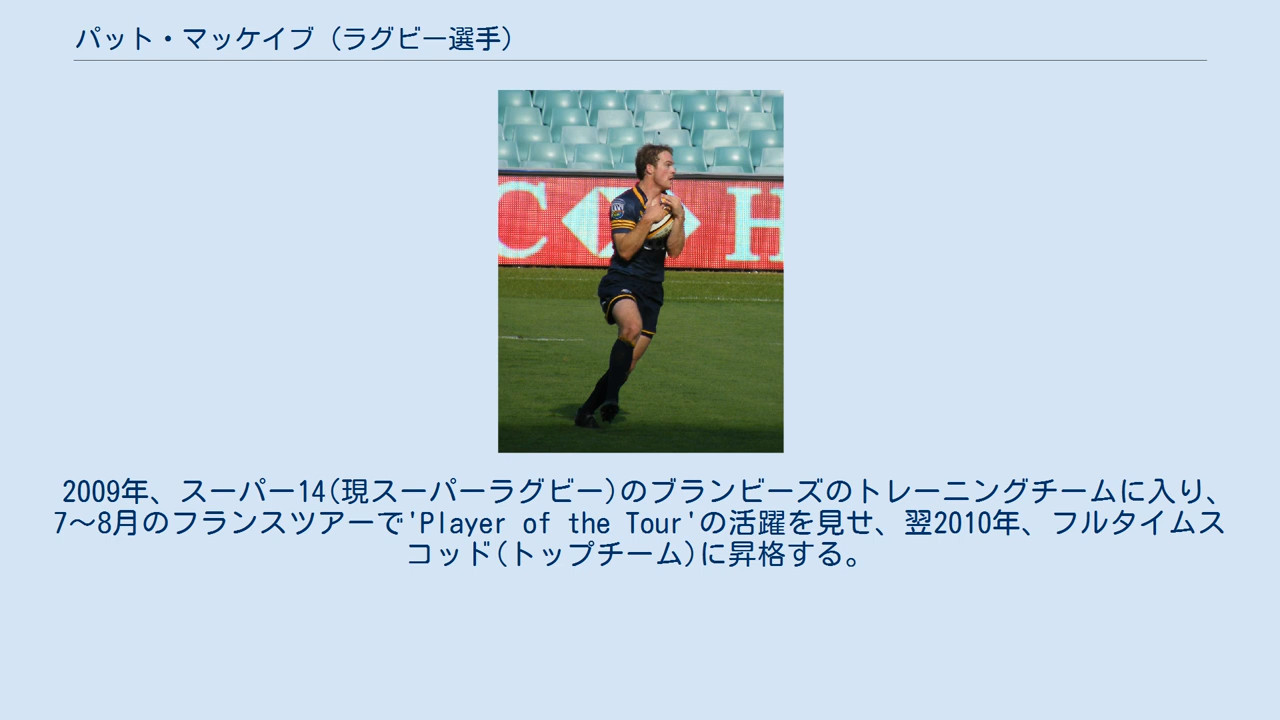 パット・マッケイブ（ラグビー選手）
C H
2009年、スーパー14(現スーパーラグビー)のブランビーズのトレーニングチームに入り、
7〜8月のフランスツアーで'Player of the Tour'の活躍を見せ、翌2010年、フルタイムス
コッド(トップチーム)に昇格する。